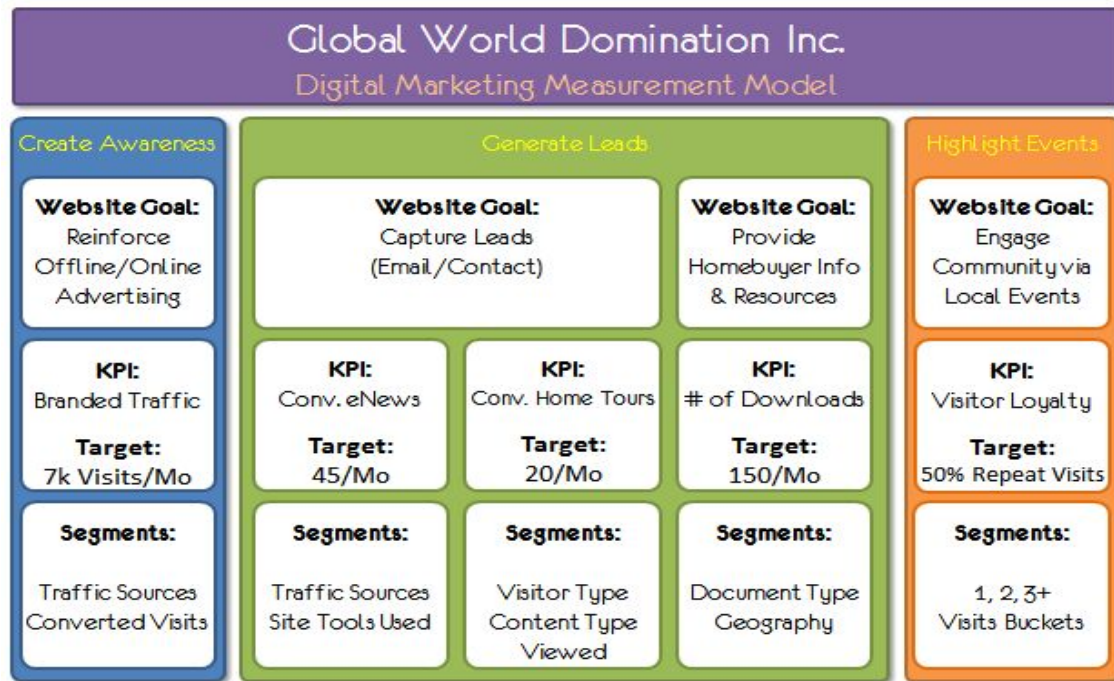 Global World Domination Inc.
Digital Marketing Measurement Model
Create Awareness
Website Goal:
Reinforce
Offline/Online
Advertising
KPI:
Branded Traffic
Target:
7k Visits/Mo
Segments:
Traffic Sources
Converted Visits
Generate Leads
Website Goal:
Capture Leads
(Email/Contact)
KPI:
Conv. eNews
Target:
45/Mo
Segments:
Traffic Sources
Site Tools Used
KPI:
Conv. Home Tours
Target:
20/Mo
Segments:
Visitor Type
Content Type
Viewed
Website Goal:
Provide
Homebuyer Info
& Resources
KPI:
# of Downloads
Target:
150/Mo
Segments:
Document Type
Geography
Highlight Events
Website Goal:
Engage
Community via
Local Events
KPI:
Visitor Loyalty
Target:
50% Repeat Visits
Segments:
1, 2, 3+
Visits Buckets